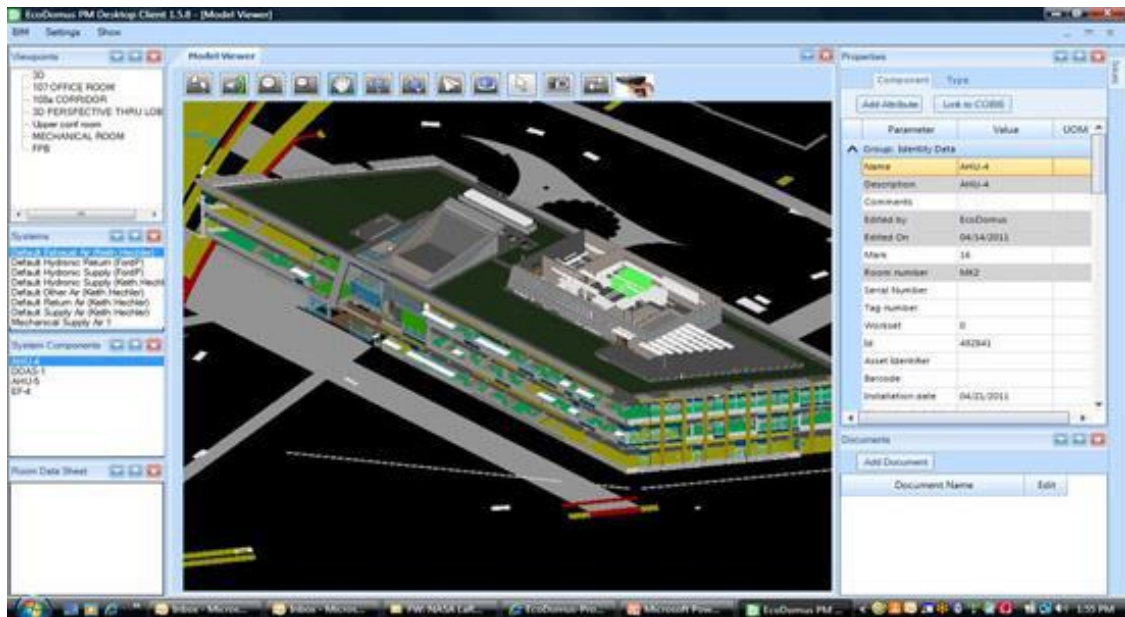 EcoDomus PM Desktop Client 1.5.8 - [Model Viewer]
BIM Settings Show
Viewpoints
3D
107 OFFICE ROOM
108a CORRIDOR
3D PERSPECTIVE THRU LOB
Upper conf room
MECHANICAL ROOM
FPB
Systems
Default Exhaust Air (Keith Hechler)
Default Hydronic Return (FordP)
Default Hydronic Supply (FordP)
Default Hydronic Supply (Keith Hechl
Default Other Air (Keith Hechler)
Default Return Air (Keith Hechler)
Default Supply Air (Keith Hechler)
Mechanical Supply Air 1
System Components
AHU-4
DOAS-1
AHU-5
EF-4
Room Data Sheet
Model Viewer
Properties
Issues
Component Type
Add Attribute Link to COBIE
Parameter Value UOM
Group: Identity Data
Name AHU-4
Description AHU-4
Comments
Edited by EcoDomus
Edited On 04/14/2011
Mark 16
Room number MK2
Serial Number
Tag number
Workset 0
Id 492941
Asset Identifier
Barcode
Installation date 04/21/2011
Documents
Add Document
Document Name Edit
Inbox - Micros... Inbox - Micros... FW: NASA LaR... EcoDomus Pro... Microsoft Pow... EcoDomus PM ... 1:55 PM